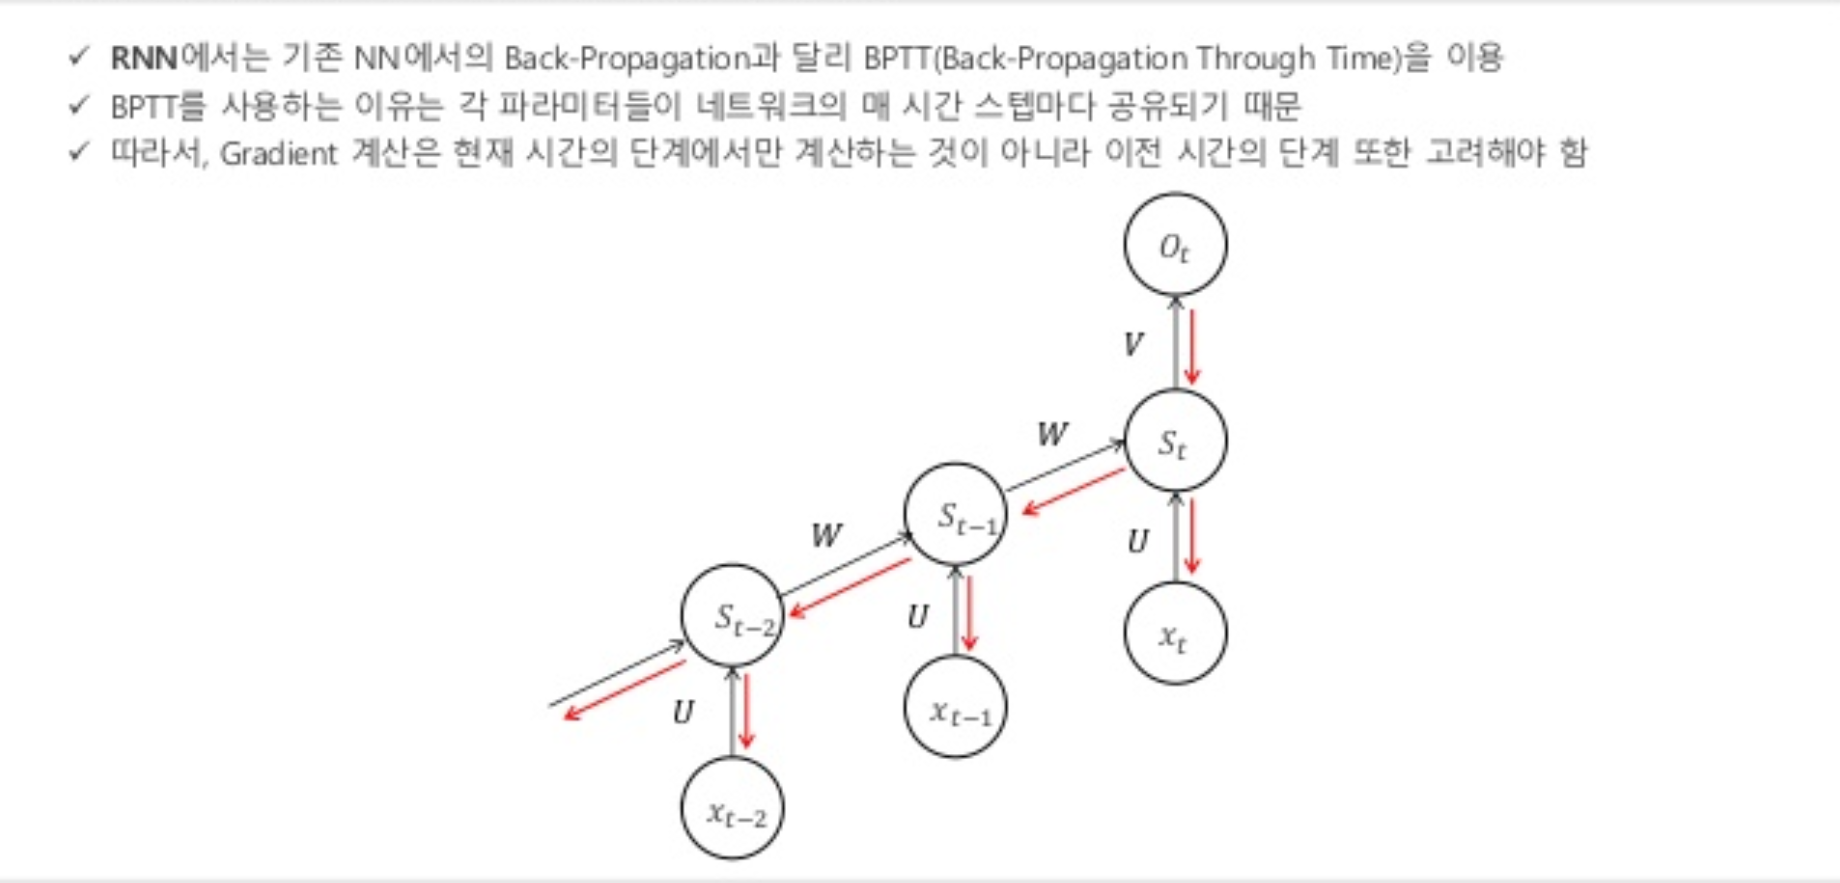 ✓ RNN에서는 기존 NN에서의 Back-Propagation과 달리 BPTT(Back-Propagation Through Time)을 이용
✓ BPTT를 사용하는 이유는 각 파라미터들이 네트워크의 매 시간 스텝마다 공유되기 때문
✓ 따라서, Gradient 계산은 현재 시간의 단계에서만 계산하는 것이 아니라 이전 시간의 단계 또한 고려해야 함
O_t
V
W
S_t
S_{t-1}
W
U
S_{t-2}
U
x_t
U
x_{t-1}
x_{t-2}